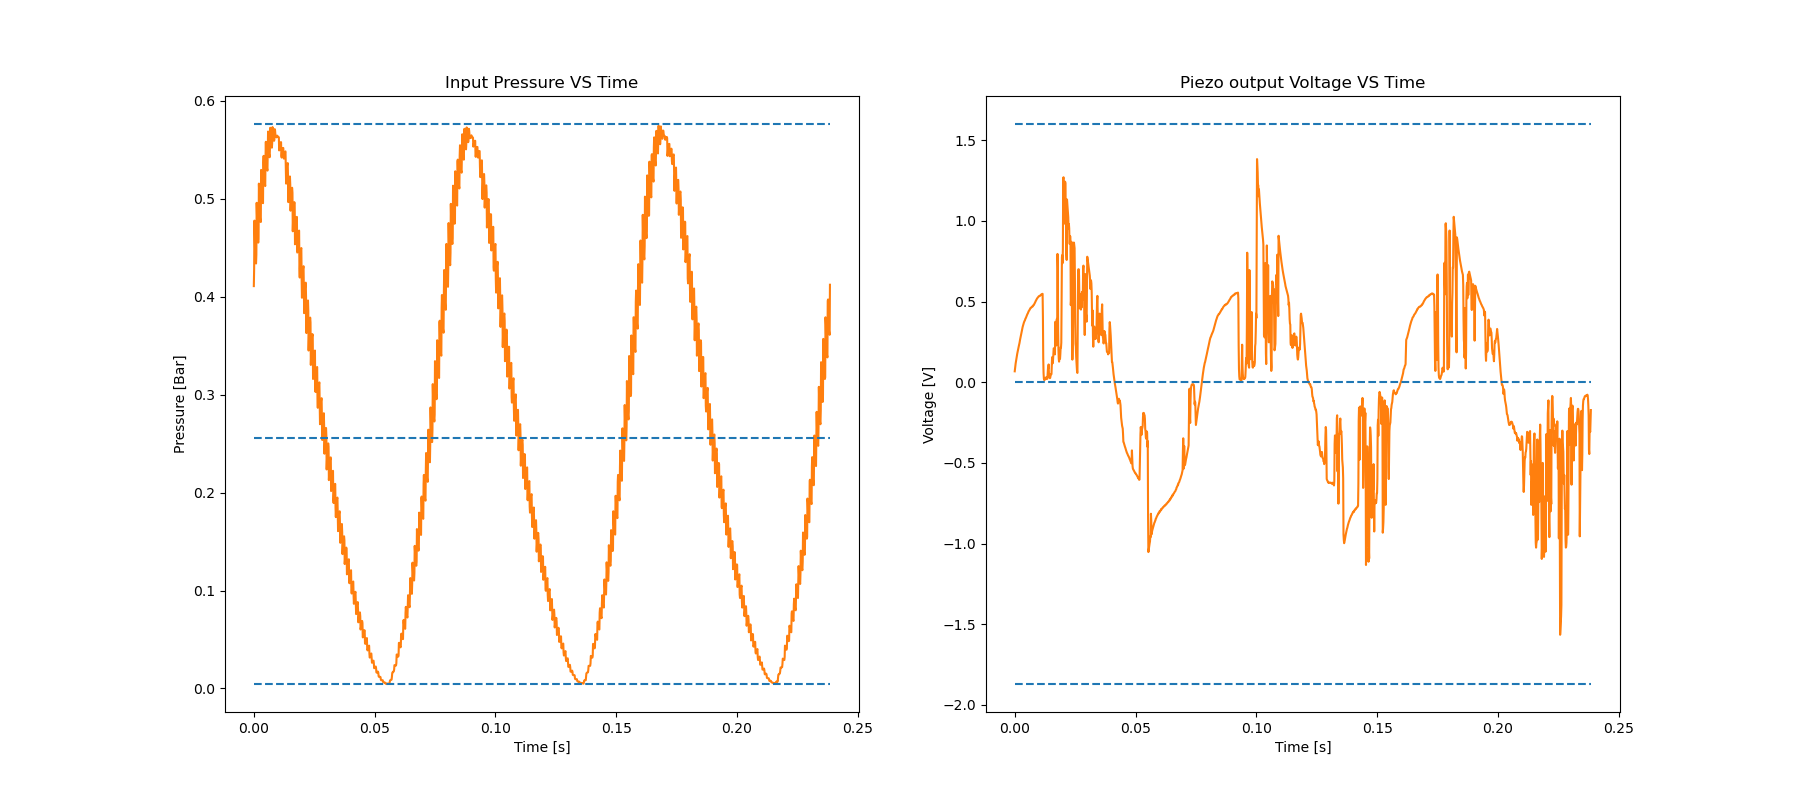 Input Pressure VS Time
Pressure [Bar]
0.6
0.5
0.4
0.3
0.2
0.1
0.0
0.00 0.05 0.10 0.15 0.20 0.25
Time [s]
Piezo output Voltage VS Time
Voltage [V]
1.5
1.0
0.5
0.0
−0.5
−1.0
−1.5
−2.0
0.00 0.05 0.10 0.15 0.20 0.25
Time [s]